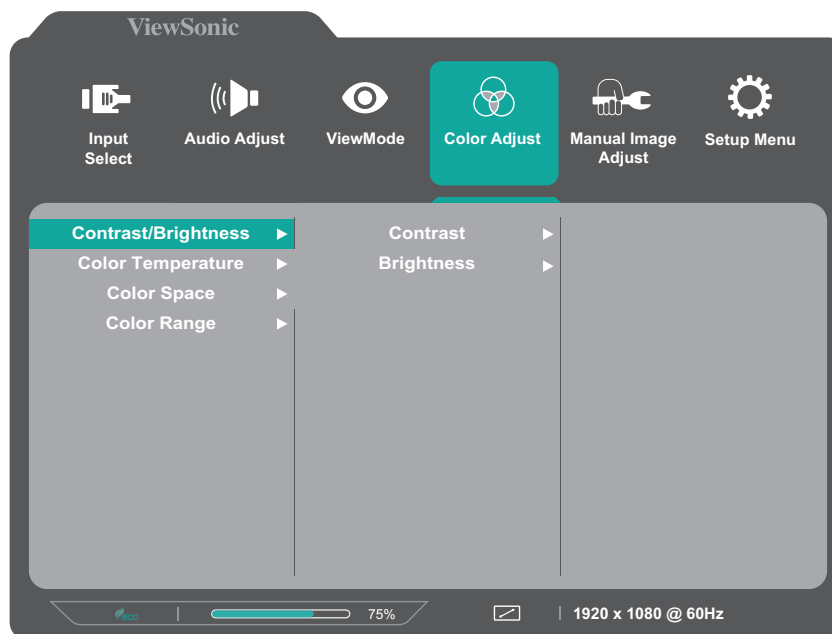 ViewSonic
Input
Select
Audio Adjust
ViewMode
Color Adjust
Manual Image
Adjust
Setup Menu
Contrast/Brightness
Color Temperature
Color Space
Color Range
Contrast
Brightness
eco
75%
1920 x 1080 @ 60Hz